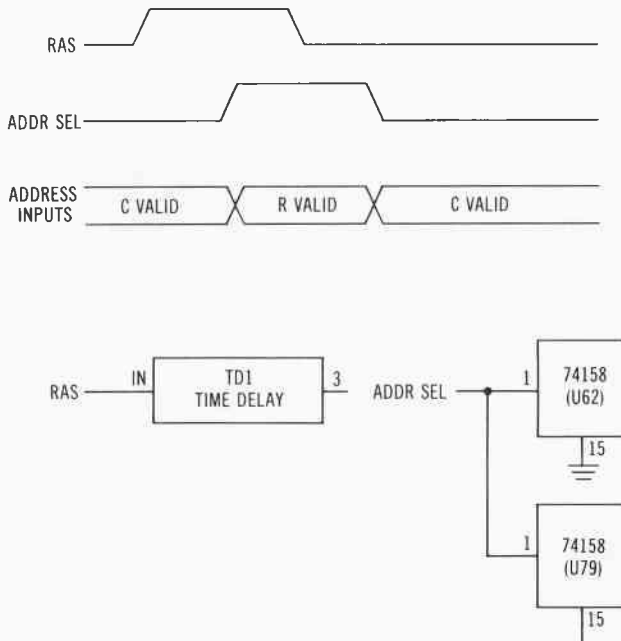 RAS
ADDR SEL
ADDRESS
INPUTS
C VALID
R VALID
C VALID
RAS
IN
TD1
TIME DELAY
3
ADDR SEL
1
74158
(U62)
15
1
74158
(U79)
15